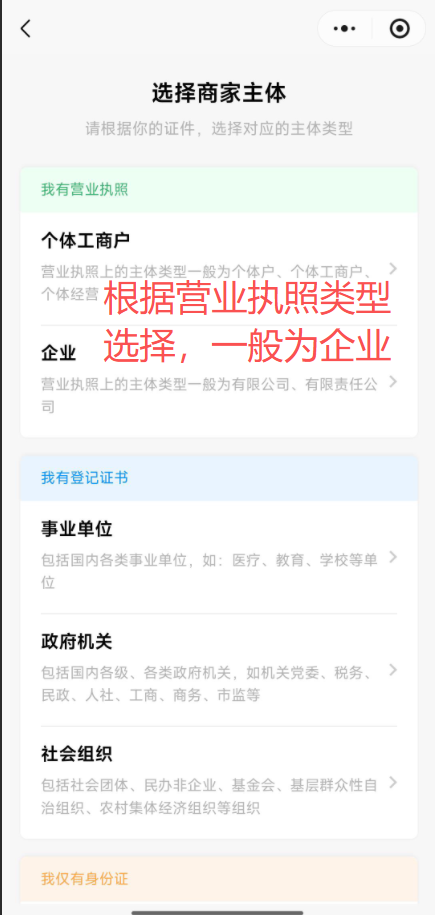 选择商家主体
请根据你的证件，选择对应的主体类型
我有营业执照
个体工商户
营业执照上的主体类型一般为个体户、个体工商户、
个体经营
根据营业执照类型
选择，一般为企业
企业
营业执照上的主体类型一般为有限公司、有限责任公
司
我有登记证书
事业单位
包括国内各类事业单位，如：医疗、教育、学校等单
位
政府机关
包括国内各级、各类政府机关，如机关党委、税务、
民政、人社、工商、商务、市监等
社会组织
包括社会团体、民办非企业、基金会、基层群众性自
治组织、农村集体经济组织等组织
我仅有身份证